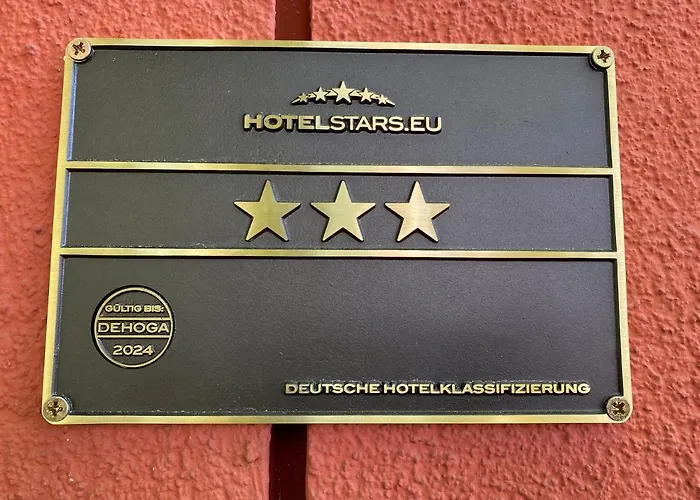 HOTELSTARS.EU
GÜLTIG BIS:
DEHOGA
2024
DEUTSCHE HOTELKLASSIFIZIERUNG